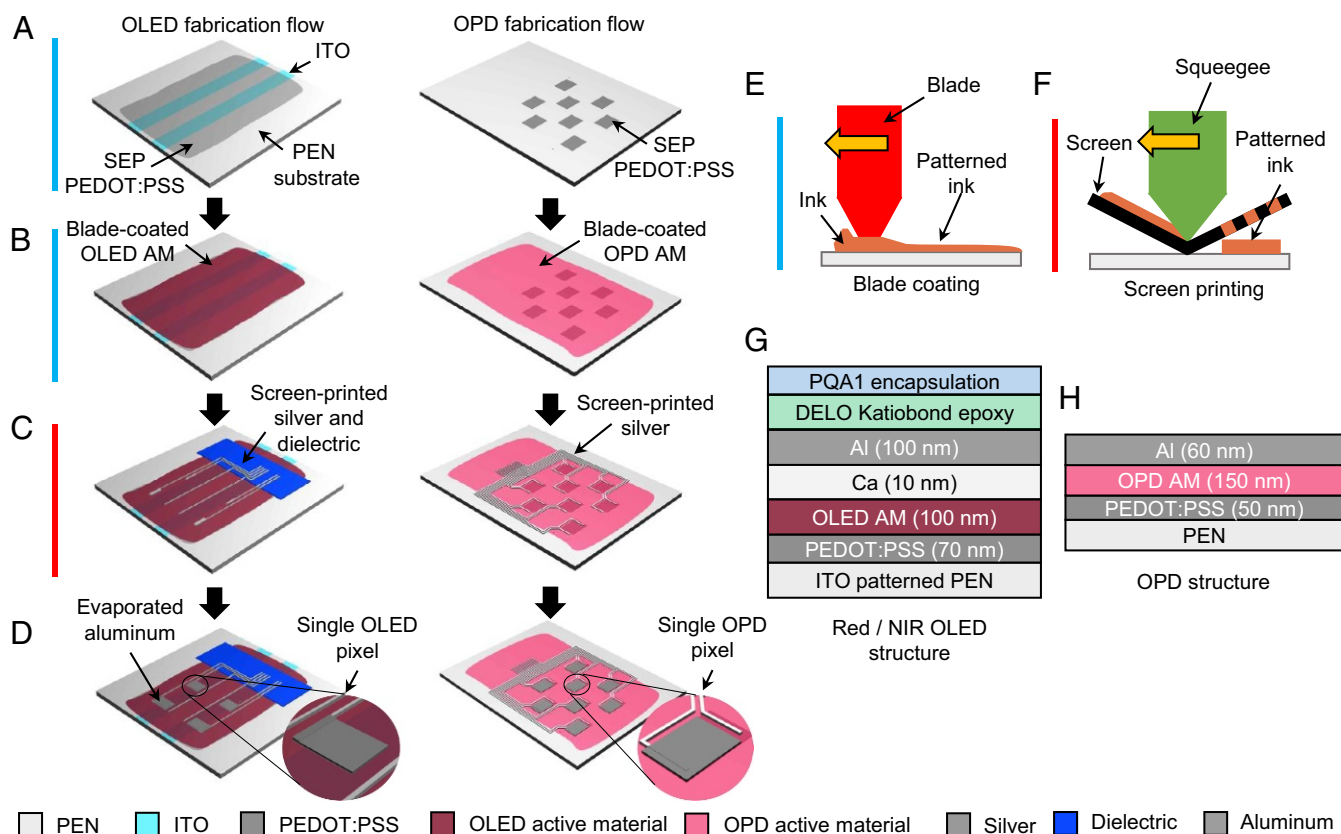 A
OLED fabrication flow
ITO
SEP
PEDOT:PSS
PEN
substrate
OPD fabrication flow
SEP
PEDOT:PSS
B
Blade-coated
OLED AM
Blade-coated
OPD AM
C
Screen-printed
silver and
dielectric
Screen-printed
silver
D
Evaporated
aluminum
Single OLED
pixel
Single OPD
pixel
E
Blade
Ink
Patterned
ink
Blade coating
F
Squeegee
Screen
Patterned
ink
Screen printing
G
PQA1 encapsulation
DELO Katiobond epoxy
Al (100 nm)
Ca (10 nm)
OLED AM (100 nm)
PEDOT:PSS (70 nm)
ITO patterned PEN
Red / NIR OLED
structure
H
Al (60 nm)
OPD AM (150 nm)
PEDOT:PSS (50 nm)
PEN
OPD structure
PEN
ITO
PEDOT:PSS
OLED active material
OPD active material
Silver
Dielectric
Aluminum